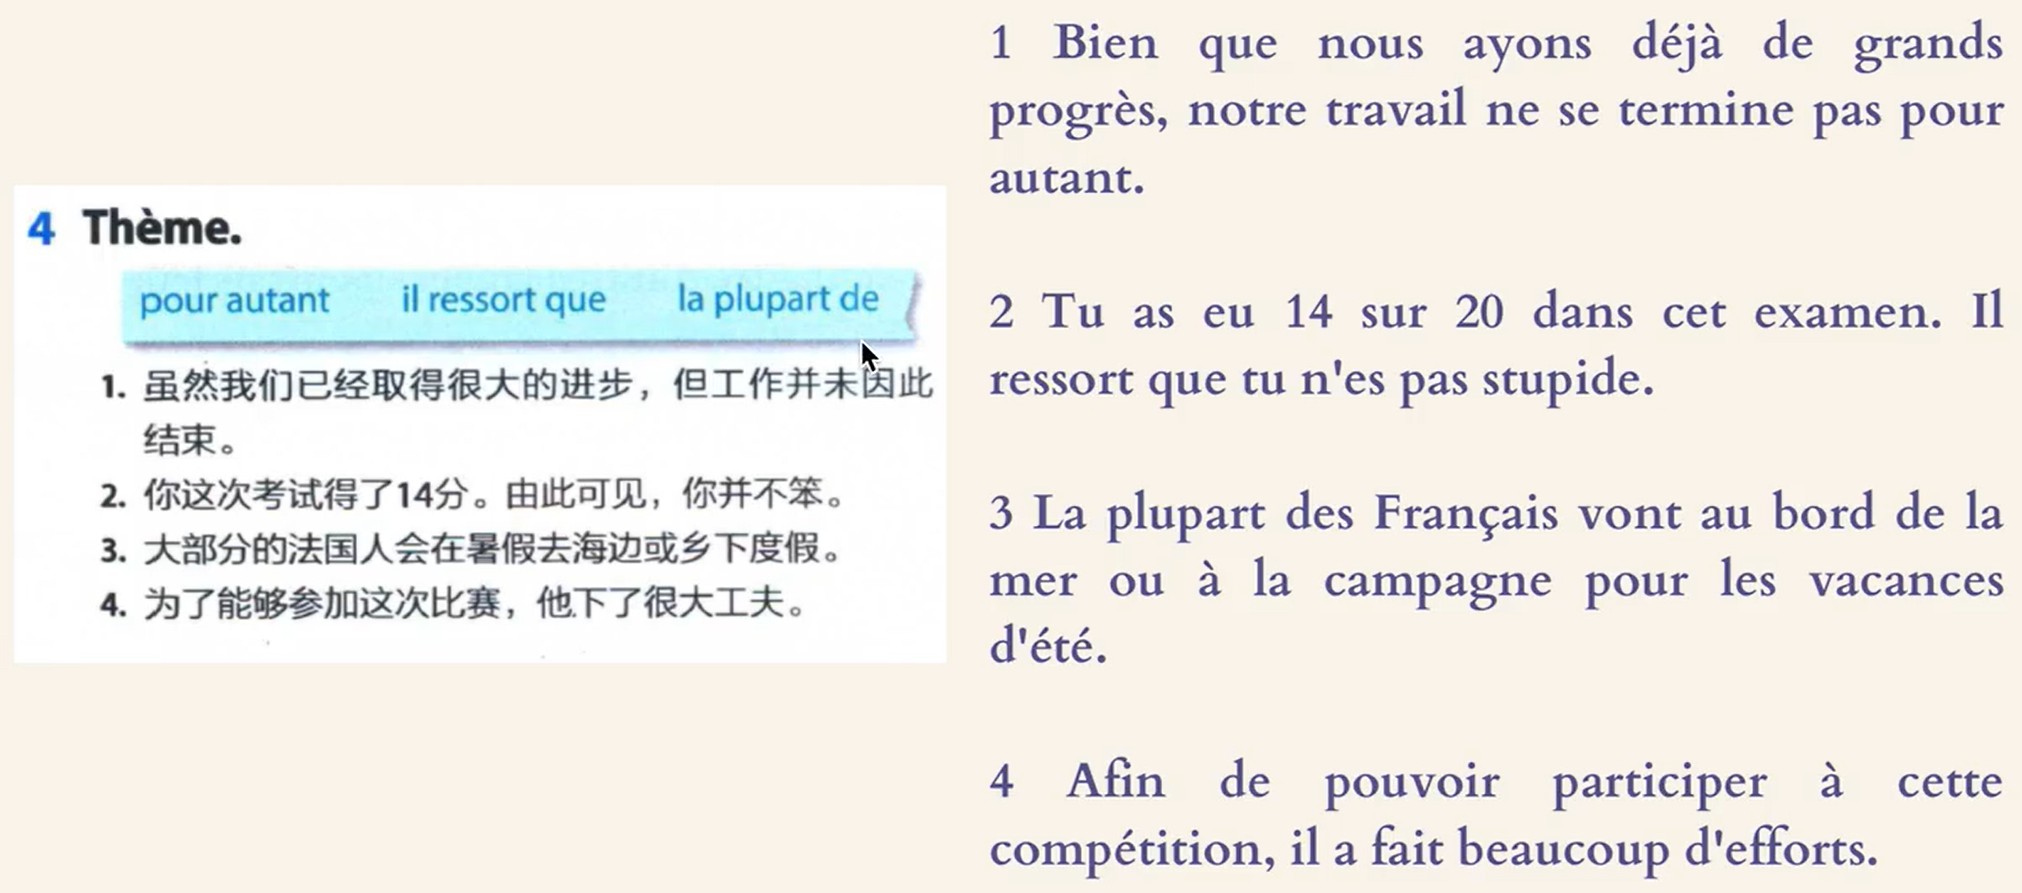 4 Thème.
pour autant il ressort que la plupart de
1. 虽然我们已经取得很大的进步，但工作并未因此
结束。
2. 你这次考试得了14分。由此可见，你并不笨。
3. 大部分的法国人会在暑假去海边或乡下度假。
4. 为了能够参加这次比赛，他下了很大工夫。
1 Bien que nous ayons déjà de grands
progrès, notre travail ne se termine pas pour
autant.
2 Tu as eu 14 sur 20 dans cet examen. Il
ressort que tu n'es pas stupide.
3 La plupart des Français vont au bord de la
mer ou à la campagne pour les vacances
d'été.
4 Afin de pouvoir participer à cette
compétition, il a fait beaucoup d'efforts.